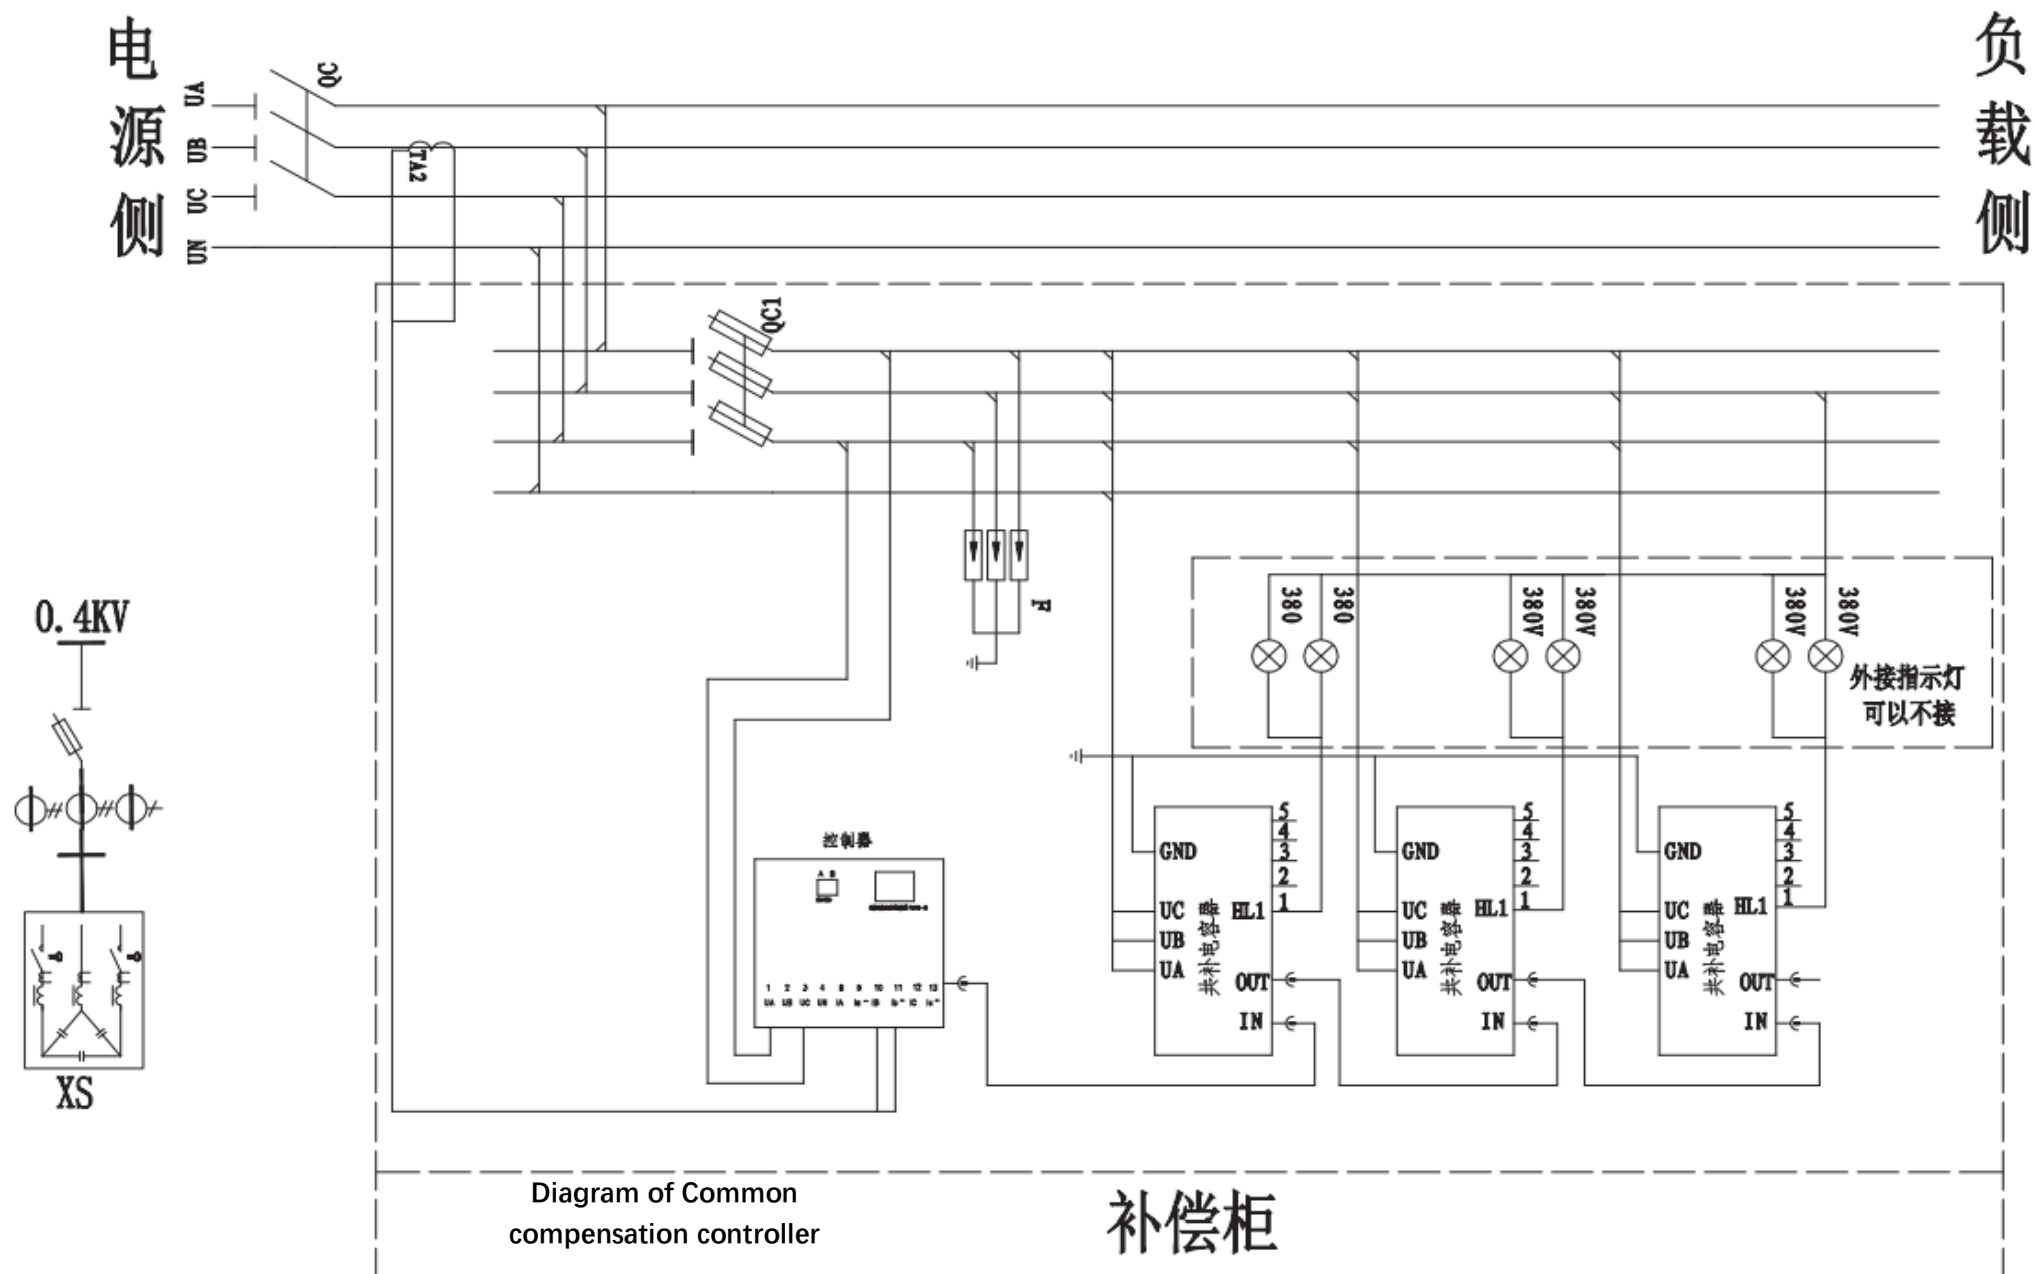 电源侧
负载侧
QC
UA
UB
UC
UN
TA2
QC1
F
0.4KV
XS
380
380
380V
380V
380V
380V
外接指示灯
可以不接
控制器
A B
1 2 3 4 8 9 10 11 12 13
UA UB UC
GND
UC
UB
UA
共补电容器
5
4
3
2
1
HL1
OUT
IN
GND
UC
UB
UA
共补电容器
5
4
3
2
1
HL1
OUT
IN
GND
UC
UB
UA
共补电容器
5
4
3
2
1
HL1
OUT
IN
Diagram of Common
compensation controller
补偿柜